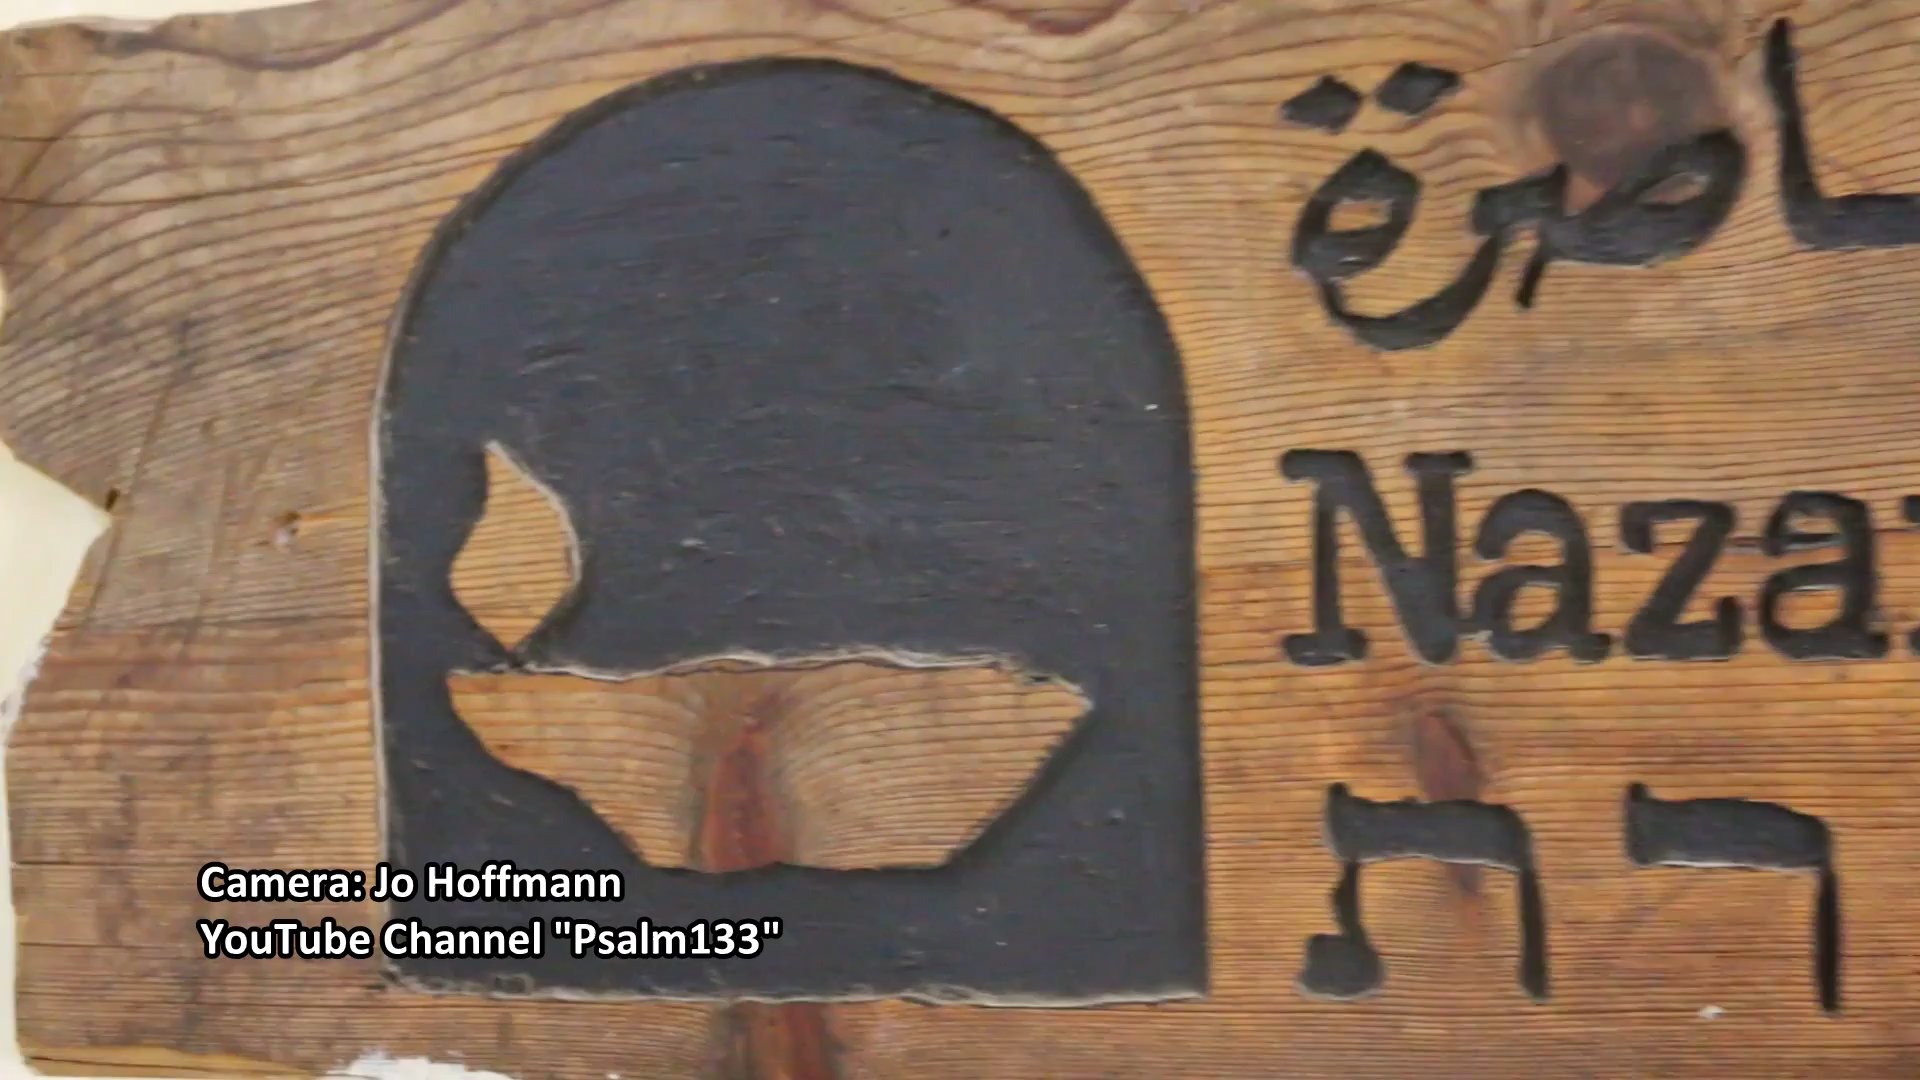 اصرة
Naza
רת
Camera: Jo Hoffmann
YouTube Channel "Psalm133"